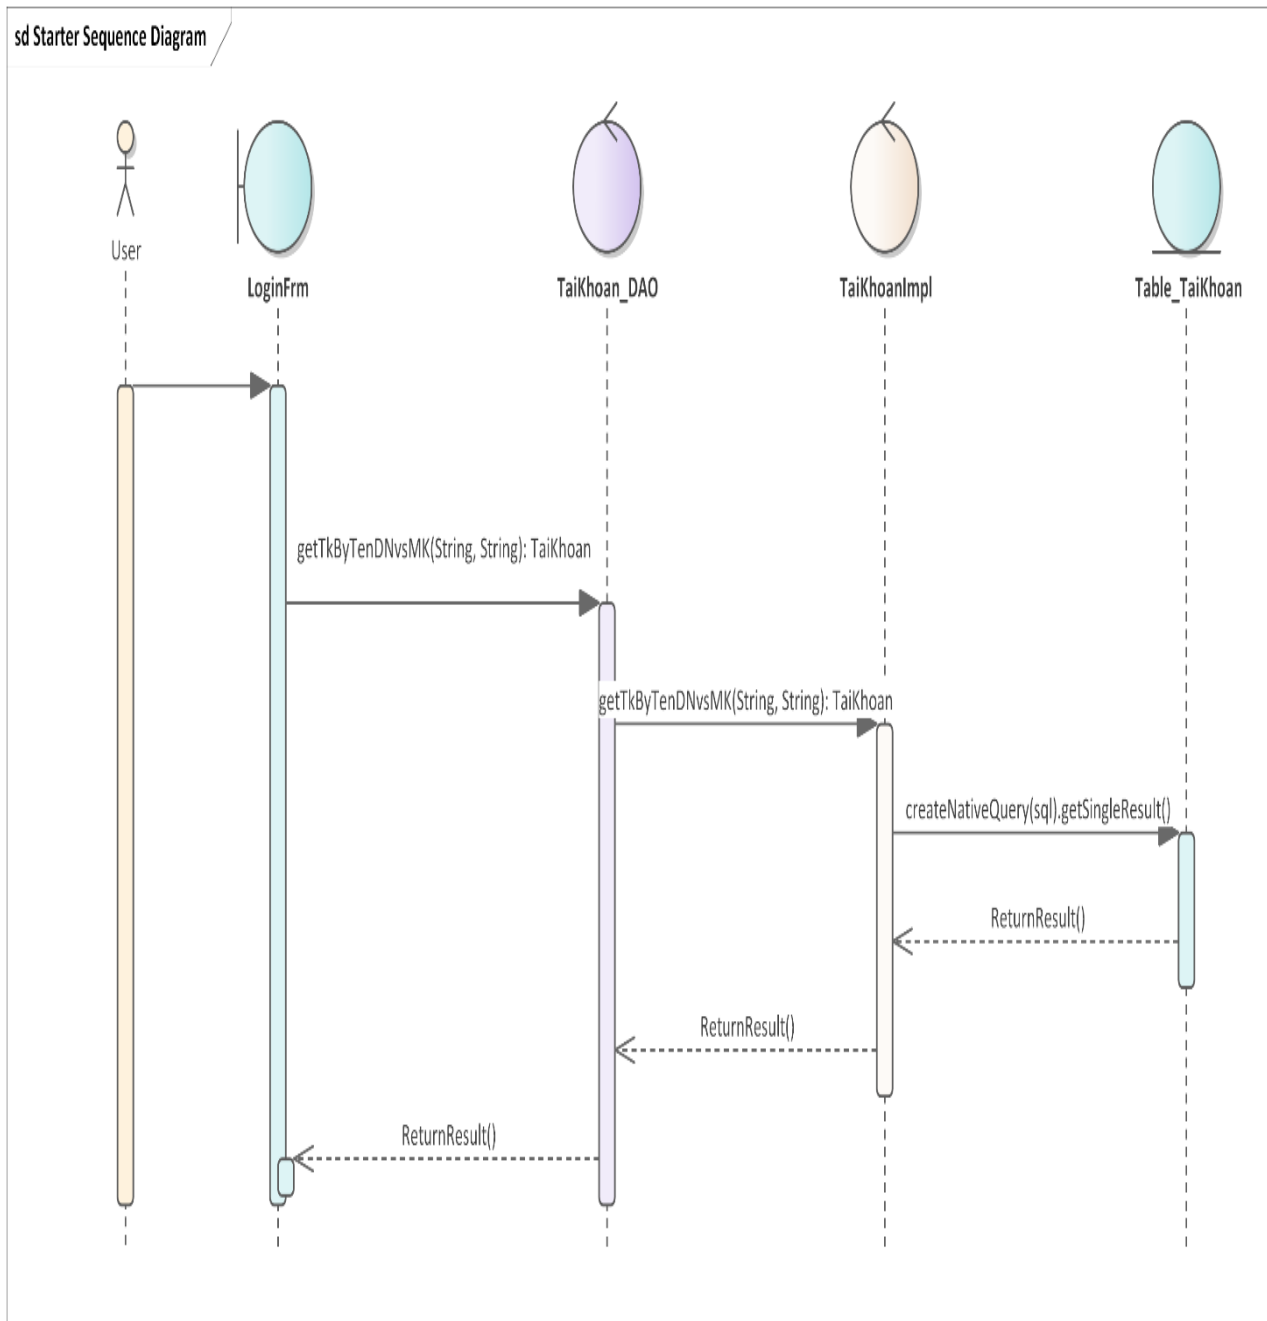 sd Starter Sequence Diagram
User
LoginFrm
TaiKhoan_DAO
TaiKhoanImpl
Table_TaiKhoan
getTkByTenDNvsMK(String, String): TaiKhoan
getTkByTenDNvsMK(String, String): TaiKhoan
createNativeQuery(sql).getSingleResult()
ReturnResult()
ReturnResult()
ReturnResult()